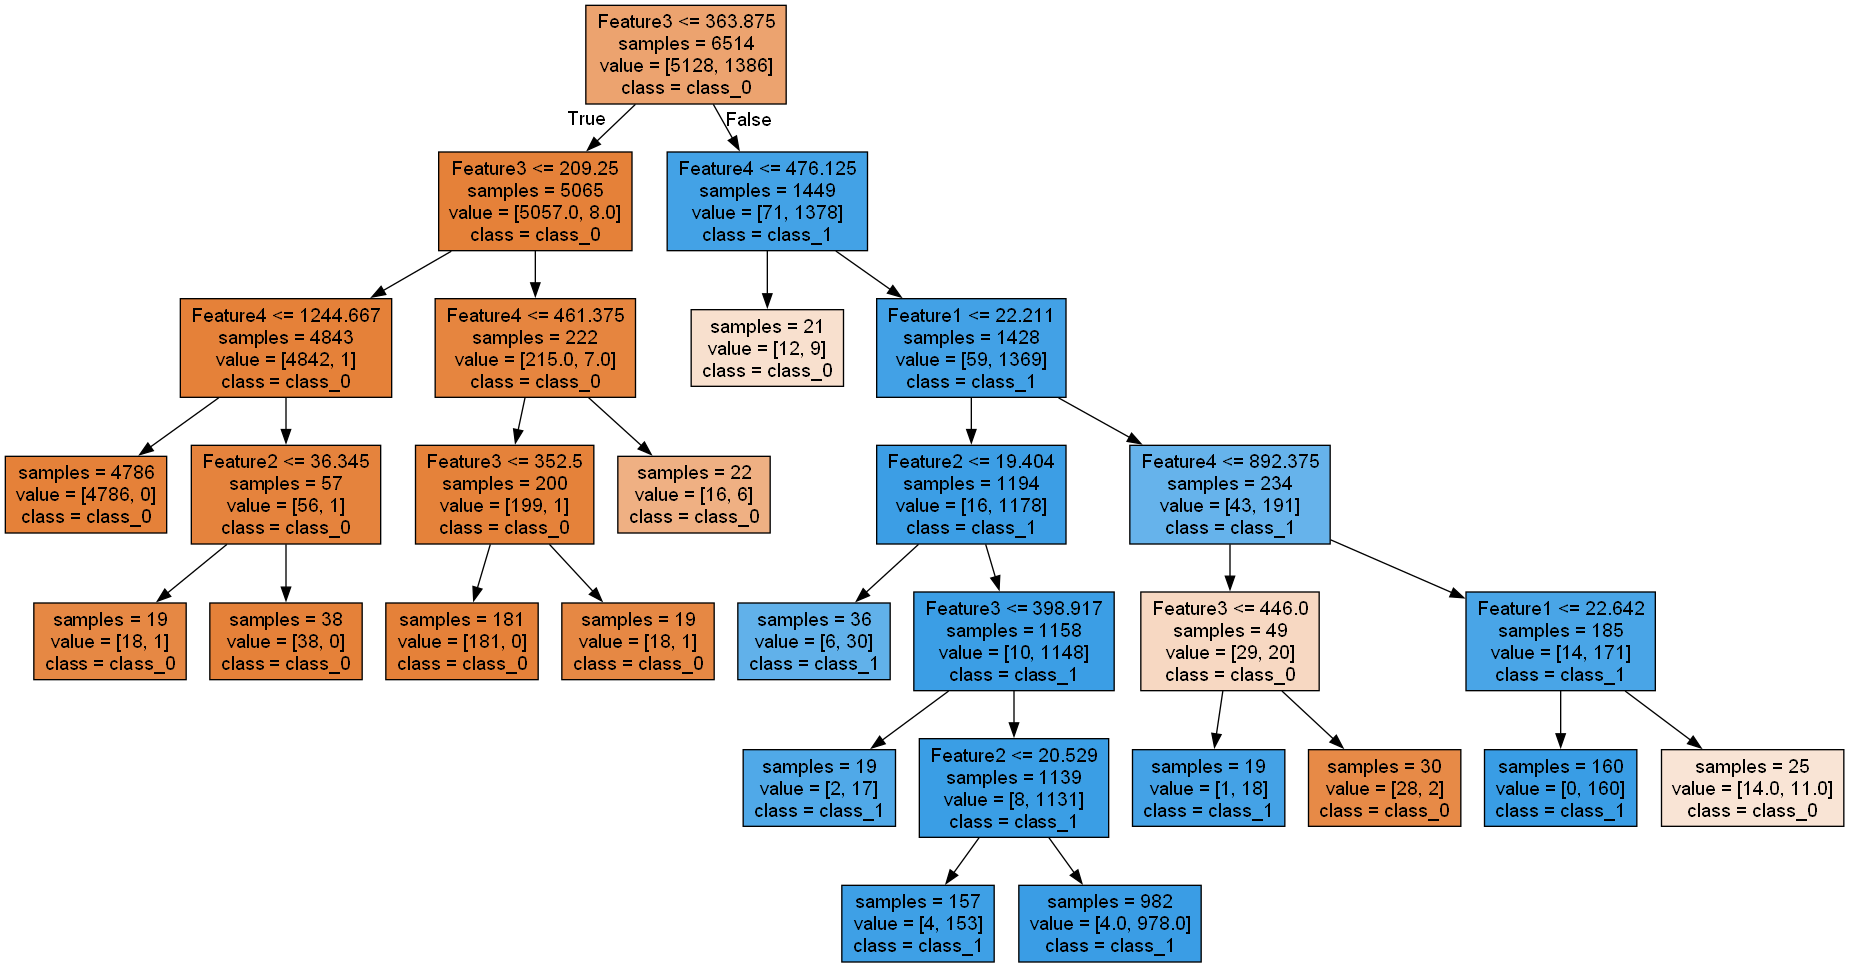 Feature3 <= 363.875
samples = 6514
value = [5128, 1386]
class = class_0
True
False
Feature3 <= 209.25
samples = 5065
value = [5057.0, 8.0]
class = class_0
Feature4 <= 476.125
samples = 1449
value = [71, 1378]
class = class_1
Feature4 <= 1244.667
samples = 4843
value = [4842, 1]
class = class_0
Feature4 <= 461.375
samples = 222
value = [215.0, 7.0]
class = class_0
samples = 21
value = [12, 9]
class = class_0
Feature1 <= 22.211
samples = 1428
value = [59, 1369]
class = class_1
samples = 4786
value = [4786, 0]
class = class_0
Feature2 <= 36.345
samples = 57
value = [56, 1]
class = class_0
Feature3 <= 352.5
samples = 200
value = [199, 1]
class = class_0
samples = 22
value = [16, 6]
class = class_0
Feature2 <= 19.404
samples = 1194
value = [16, 1178]
class = class_1
Feature4 <= 892.375
samples = 234
value = [43, 191]
class = class_1
samples = 19
value = [18, 1]
class = class_0
samples = 38
value = [38, 0]
class = class_0
samples = 181
value = [181, 0]
class = class_0
samples = 19
value = [18, 1]
class = class_0
samples = 36
value = [6, 30]
class = class_1
Feature3 <= 398.917
samples = 1158
value = [10, 1148]
class = class_1
Feature3 <= 446.0
samples = 49
value = [29, 20]
class = class_0
Feature1 <= 22.642
samples = 185
value = [14, 171]
class = class_1
samples = 19
value = [2, 17]
class = class_1
Feature2 <= 20.529
samples = 1139
value = [8, 1131]
class = class_1
samples = 19
value = [1, 18]
class = class_1
samples = 30
value = [28, 2]
class = class_0
samples = 160
value = [0, 160]
class = class_1
samples = 25
value = [14.0, 11.0]
class = class_0
samples = 157
value = [4, 153]
class = class_1
samples = 982
value = [4.0, 978.0]
class = class_1